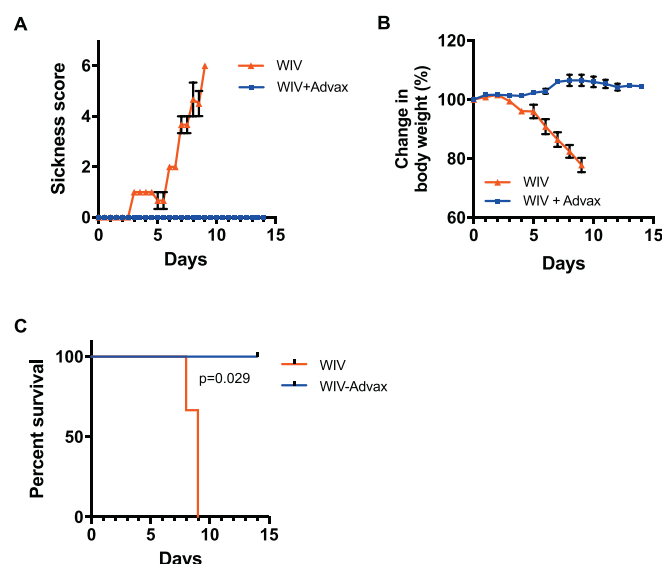 A
Sickness score
6
4
2
0
0
5
10
15
Days
WIV
WIV+Advax
B
Change in
body weight (%)
120
100
80
60
0
5
10
15
Days
WIV
WIV + Advax
C
Percent survival
100
50
0
0
5
10
15
Days
p=0.029
WIV
WIV-Advax